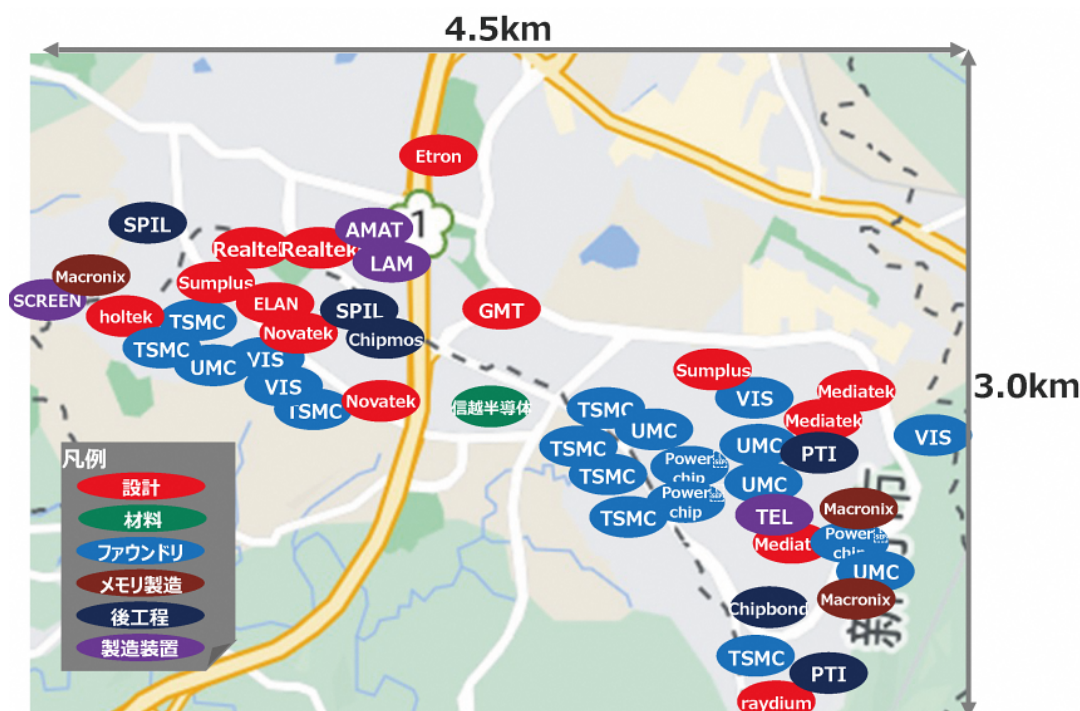 4.5km
Etron
SPIL
1
AMAT
Realtek
Realtek
LAM
Macronix
SCREEN
Sumplus
ELAN
SPIL
GMT
holtek
TSMC
Novatek
Chipmos
TSMC
VIS
UMC
VIS
Novatek
TSMC
信越半導体
Sumplus
3.0km
Mediatek
VIS
TSMC
Mediatek
UMC
VIS
TSMC
UMC
PTI
Power
chip
TSMC
UMC
Power
chip
TSMC
TEL
Macronix
Mediat
Power
chip
UMC
Macronix
Chipbond
TSMC
PTI
raydium
凡例
設計
材料
ファウンドリ
メモリ製造
後工程
製造装置